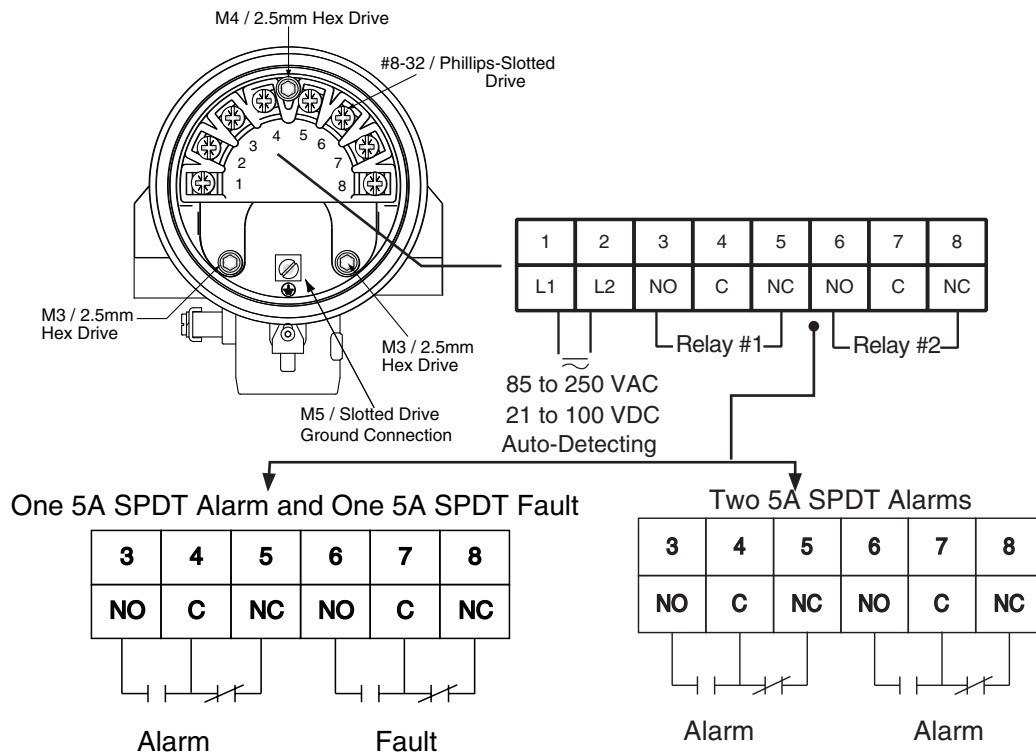 M4 / 2.5mm Hex Drive
#8-32 / Phillips-Slotted
Drive
1
2
3
4
5
6
7
8
M3 / 2.5mm
Hex Drive
M3 / 2.5mm
Hex Drive
M5 / Slotted Drive
Ground Connection
1 2 3 4 5 6 7 8
L1 L2 NO C NC NO C NC
Relay #1 Relay #2
85 to 250 VAC
21 to 100 VDC
Auto-Detecting
One 5A SPDT Alarm and One 5A SPDT Fault
3 4 5 6 7 8
NO C NC NO C NC
Alarm Fault
Two 5A SPDT Alarms
3 4 5 6 7 8
NO C NC NO C NC
Alarm Alarm